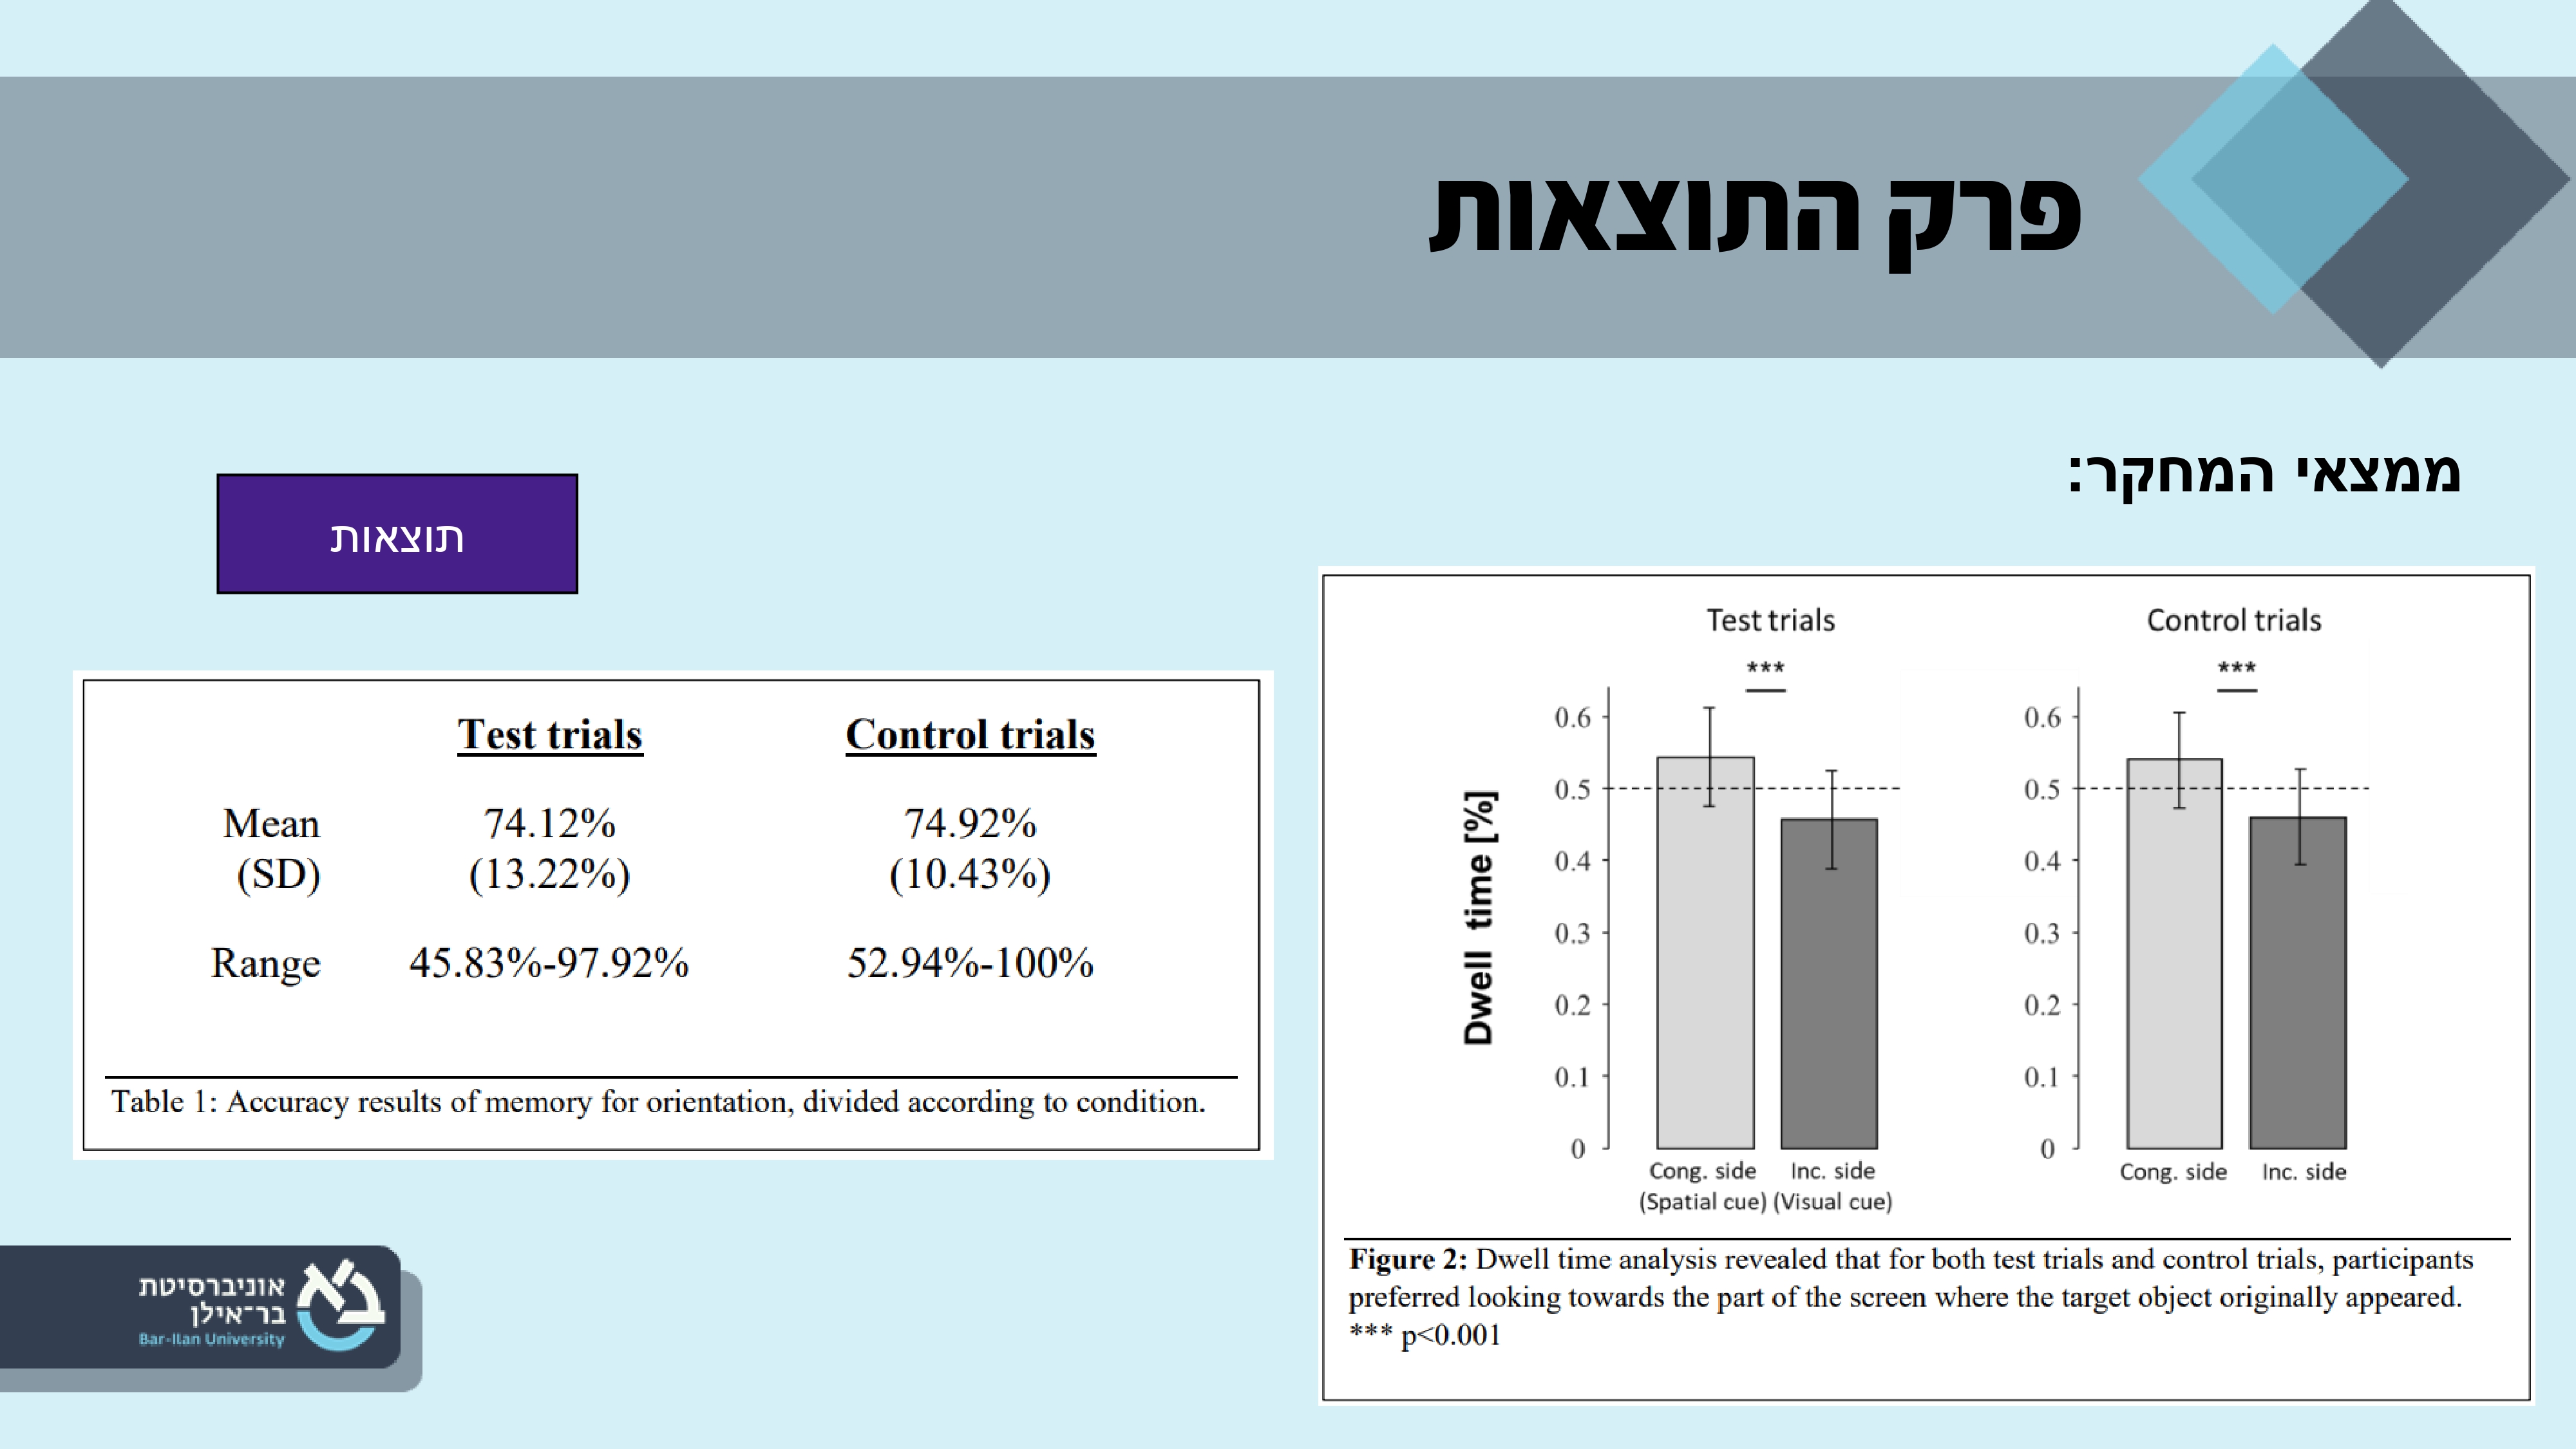 פרק התוצאות
ממצאי המחקר:
תוצאות
Test trials Control trials
*** ***
Dwell time [%]
0.6
0.5
0.4
0.3
0.2
0.1
0
0.6
0.5
0.4
0.3
0.2
0.1
0
Cong. side Inc. side Cong. side Inc. side
(Spatial cue) (Visual cue)
Figure 2: Dwell time analysis revealed that for both test trials and control trials, participants
preferred looking towards the part of the screen where the target object originally appeared.
*** p<0.001
Test trials Control trials
Mean 74.12% 74.92%
(SD) (13.22%) (10.43%)
Range 45.83%-97.92% 52.94%-100%
Table 1: Accuracy results of memory for orientation, divided according to condition.
אוניברסיטת
בר־אילן
Bar-Ilan University